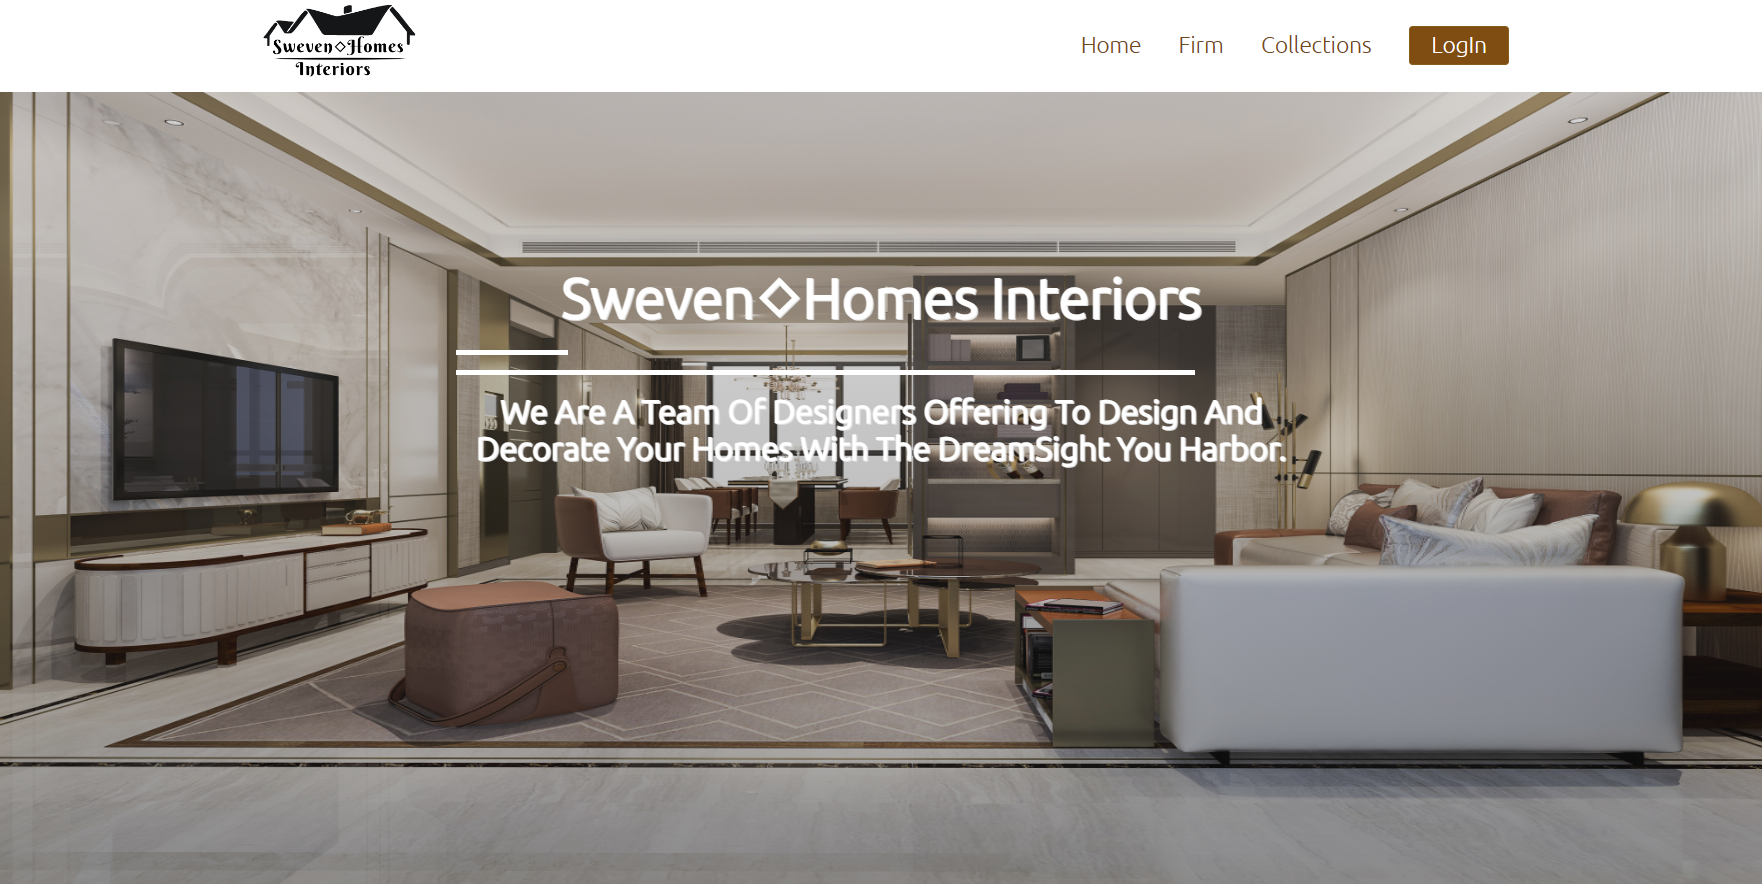 Sweven◇Homes
Interiors
Home Firm Collections LogIn
Sweven◇Homes Interiors
We Are A Team Of Designers Offering To Design And
Decorate Your Homes With The DreamSight You Harbor.